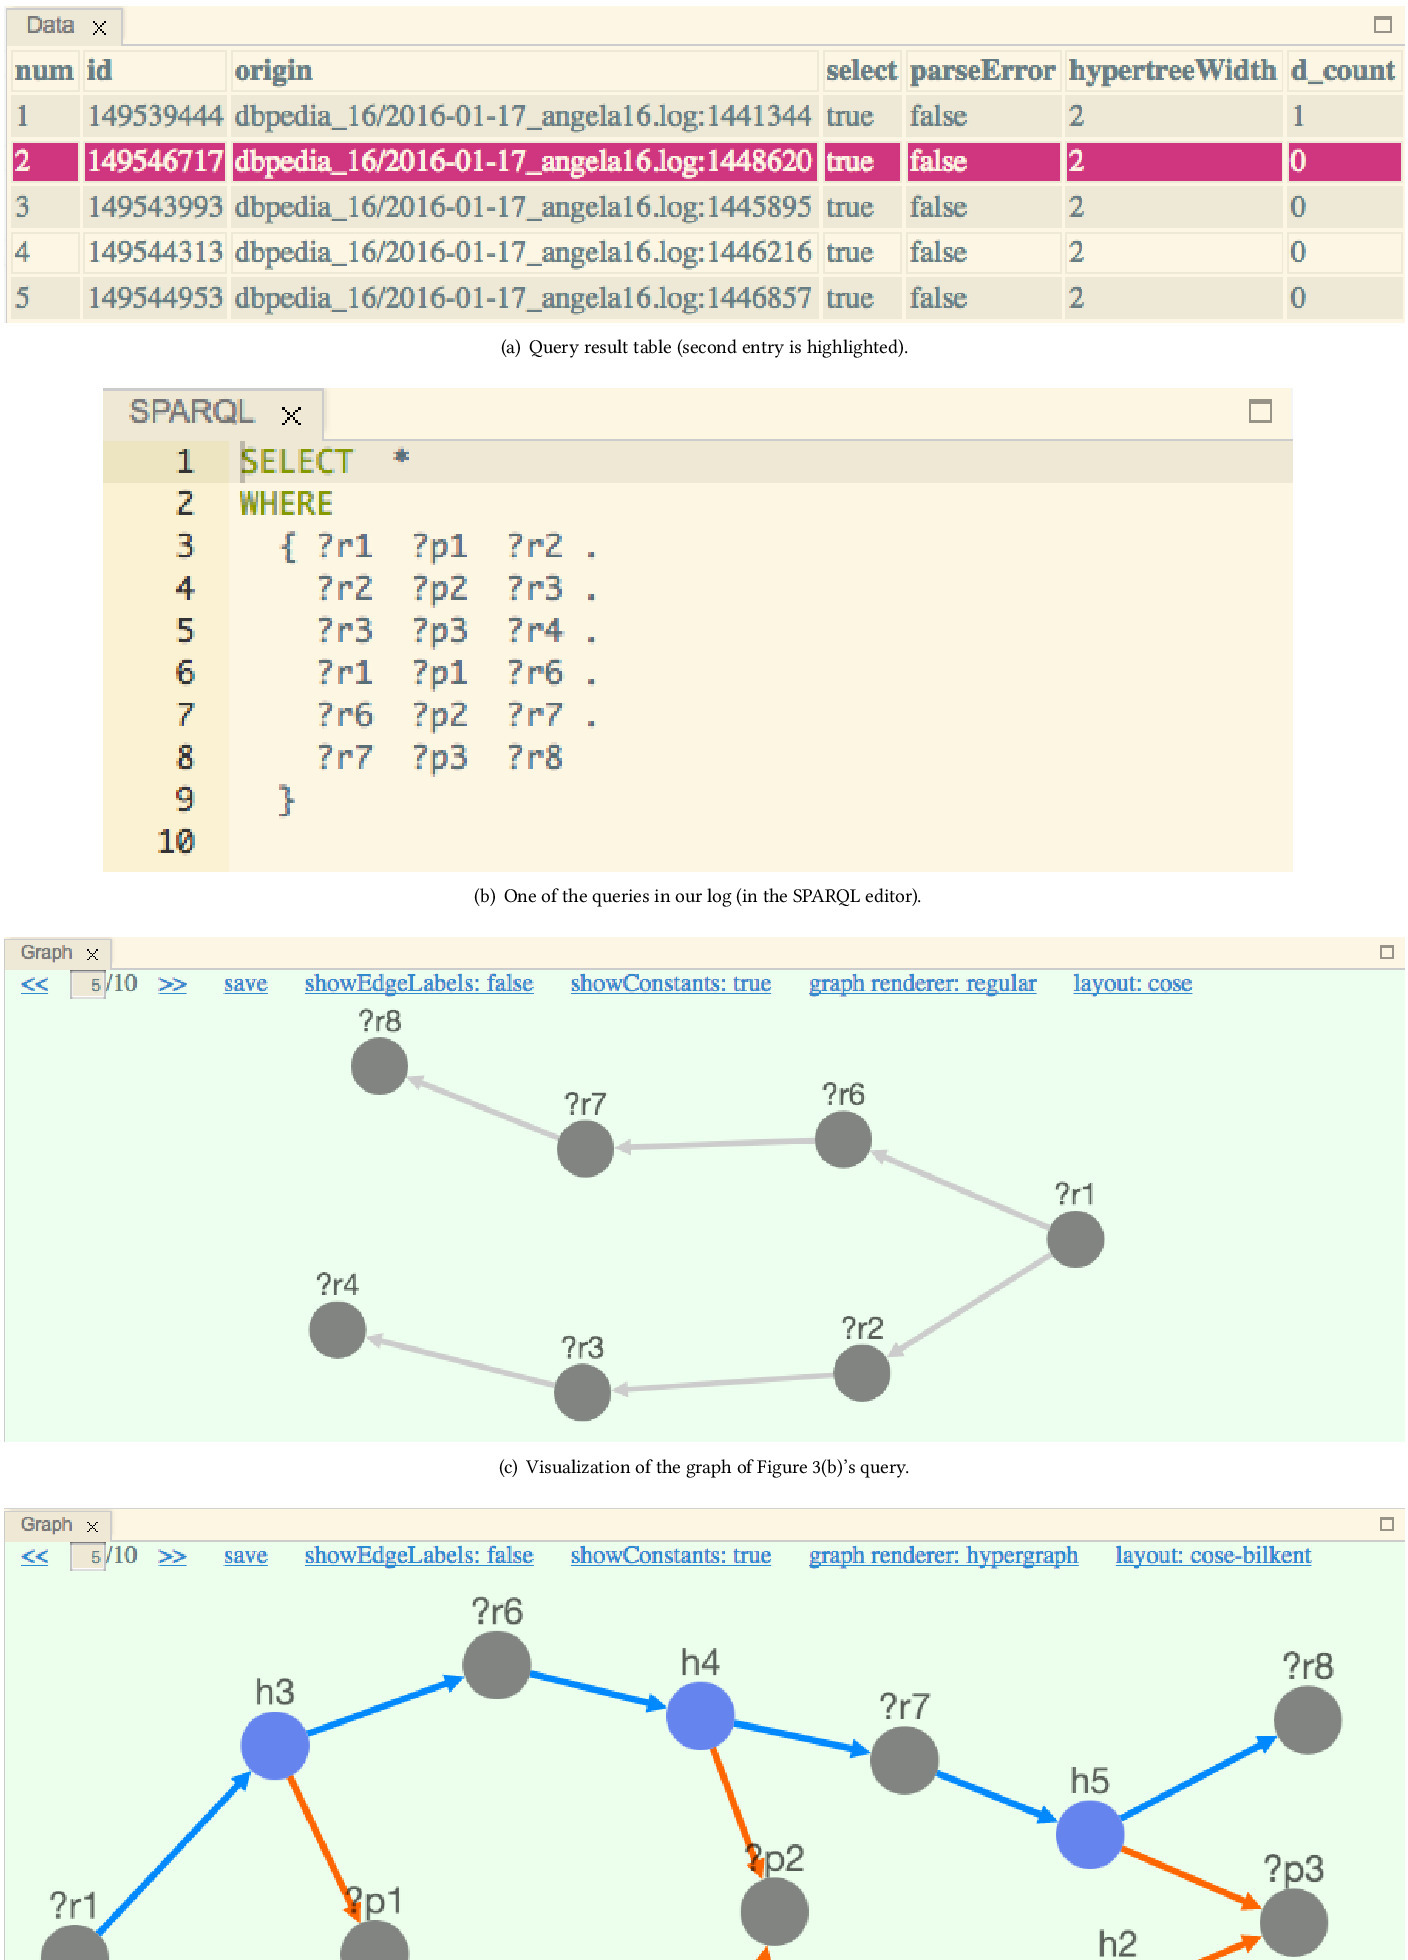 Data
num id origin select parseError hypertreeWidth d_count
1 149539444 dbpedia_16/2016-01-17_angela16.log:1441344 true false 2 1
2 149546717 dbpedia_16/2016-01-17_angela16.log:1448620 true false 2 0
3 149543993 dbpedia_16/2016-01-17_angela16.log:1445895 true false 2 0
4 149544313 dbpedia_16/2016-01-17_angela16.log:1446216 true false 2 0
5 149544953 dbpedia_16/2016-01-17_angela16.log:1446857 true false 2 0
(a) Query result table (second entry is highlighted).
SPARQL
1 SELECT *
2 WHERE
3 { ?r1 ?p1 ?r2 .
4 ?r2 ?p2 ?r3 .
5 ?r3 ?p3 ?r4 .
6 ?r1 ?p1 ?r6 .
7 ?r6 ?p2 ?r7 .
8 ?r7 ?p3 ?r8
9 }
10
(b) One of the queries in our log (in the SPARQL editor).
Graph
<< 5/10 >> save showEdgeLabels: false showConstants: true graph renderer: regular layout: cose
?r8
?r7
?r6
?r1
?r4
?r3
?r2
(c) Visualization of the graph of Figure 3(b)'s query.
Graph
<< 5/10 >> save showEdgeLabels: false showConstants: true graph renderer: hypergraph layout: cose-bilkent
?r6
h3
h4
?r7
?r8
h5
?p2
?p3
?r1
?p1
h2